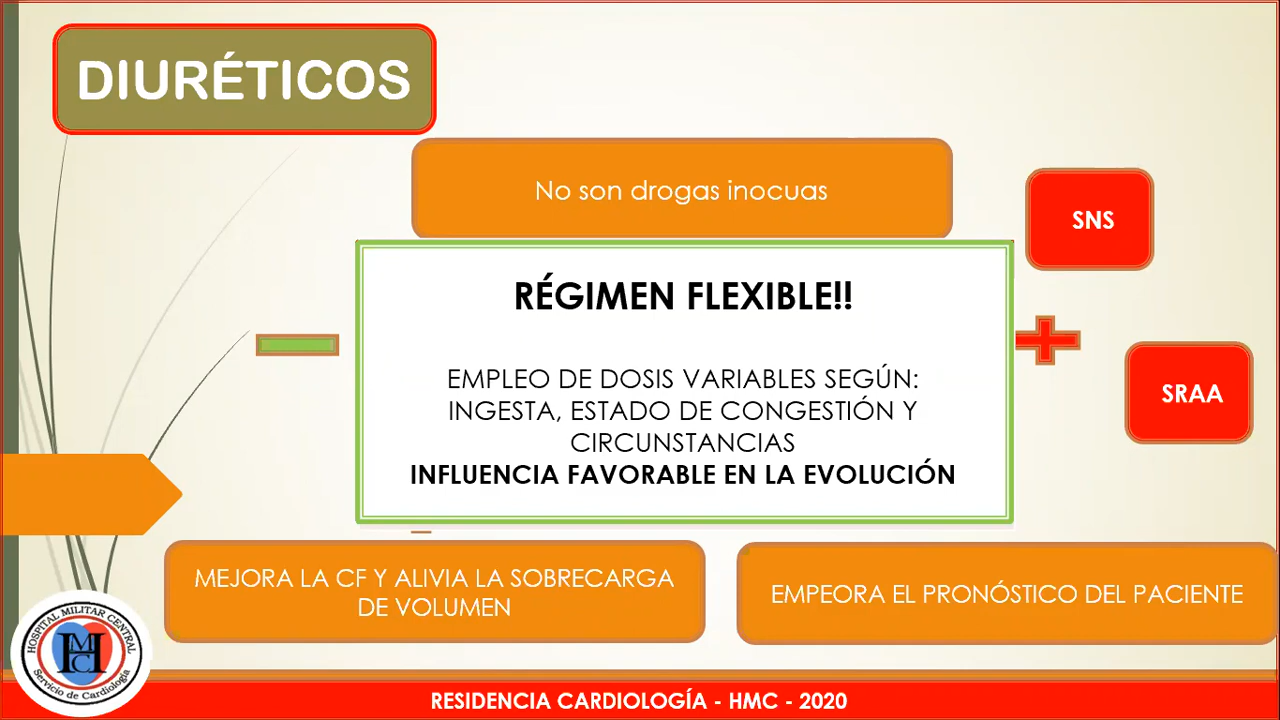 DIURÉTICOS
No son drogas inocuas
SNS
RÉGIMEN FLEXIBLE!!
EMPLEO DE DOSIS VARIABLES SEGÚN:
INGESTA, ESTADO DE CONGESTIÓN Y
CIRCUNSTANCIAS
INFLUENCIA FAVORABLE EN LA EVOLUCIÓN
SRAA
MEJORA LA CF Y ALIVIA LA SOBRECARGA
DE VOLUMEN
EMPEORA EL PRONÓSTICO DEL PACIENTE
HOSPITAL MILITAR CENTRAL
HMC
Servicio de Cardiología
RESIDENCIA CARDIOLOGÍA - HMC - 2020